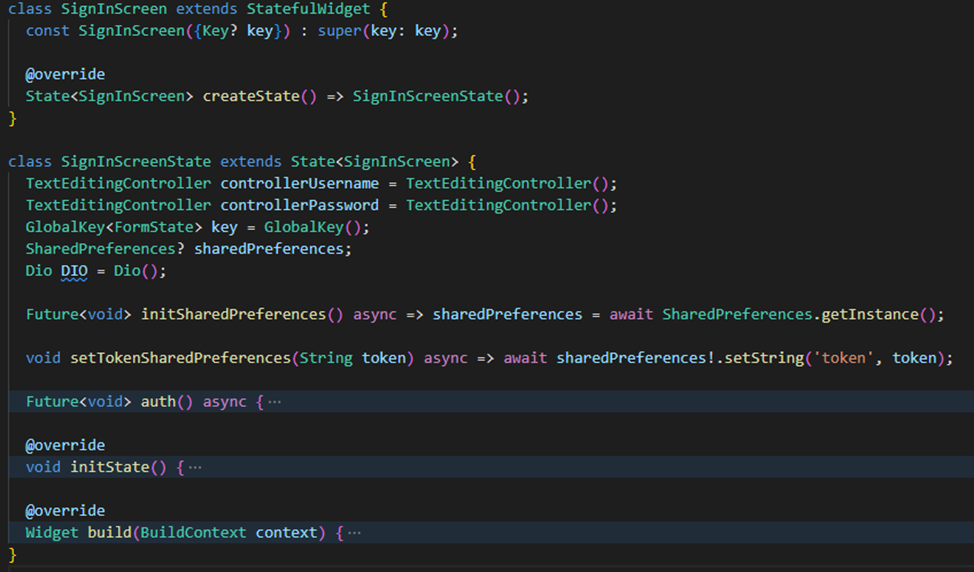 class SignInScreen extends StatefulWidget {
const SignInScreen({Key? key}) : super(key: key);
@override
State<SignInScreen> createState() => SignInScreenState();
}
class SignInScreenState extends State<SignInScreen> {
TextEditingController controllerUsername = TextEditingController();
TextEditingController controllerPassword = TextEditingController();
GlobalKey<FormState> key = GlobalKey();
SharedPreferences? sharedPreferences;
Dio DIO = Dio();
Future<void> initSharedPreferences() async => sharedPreferences = await SharedPreferences.getInstance();
void setTokenSharedPreferences(String token) async => await sharedPreferences!.setString('token', token);
Future<void> auth() async { ···
@override
void initState() { ···
@override
Widget build(BuildContext context) { ···
}